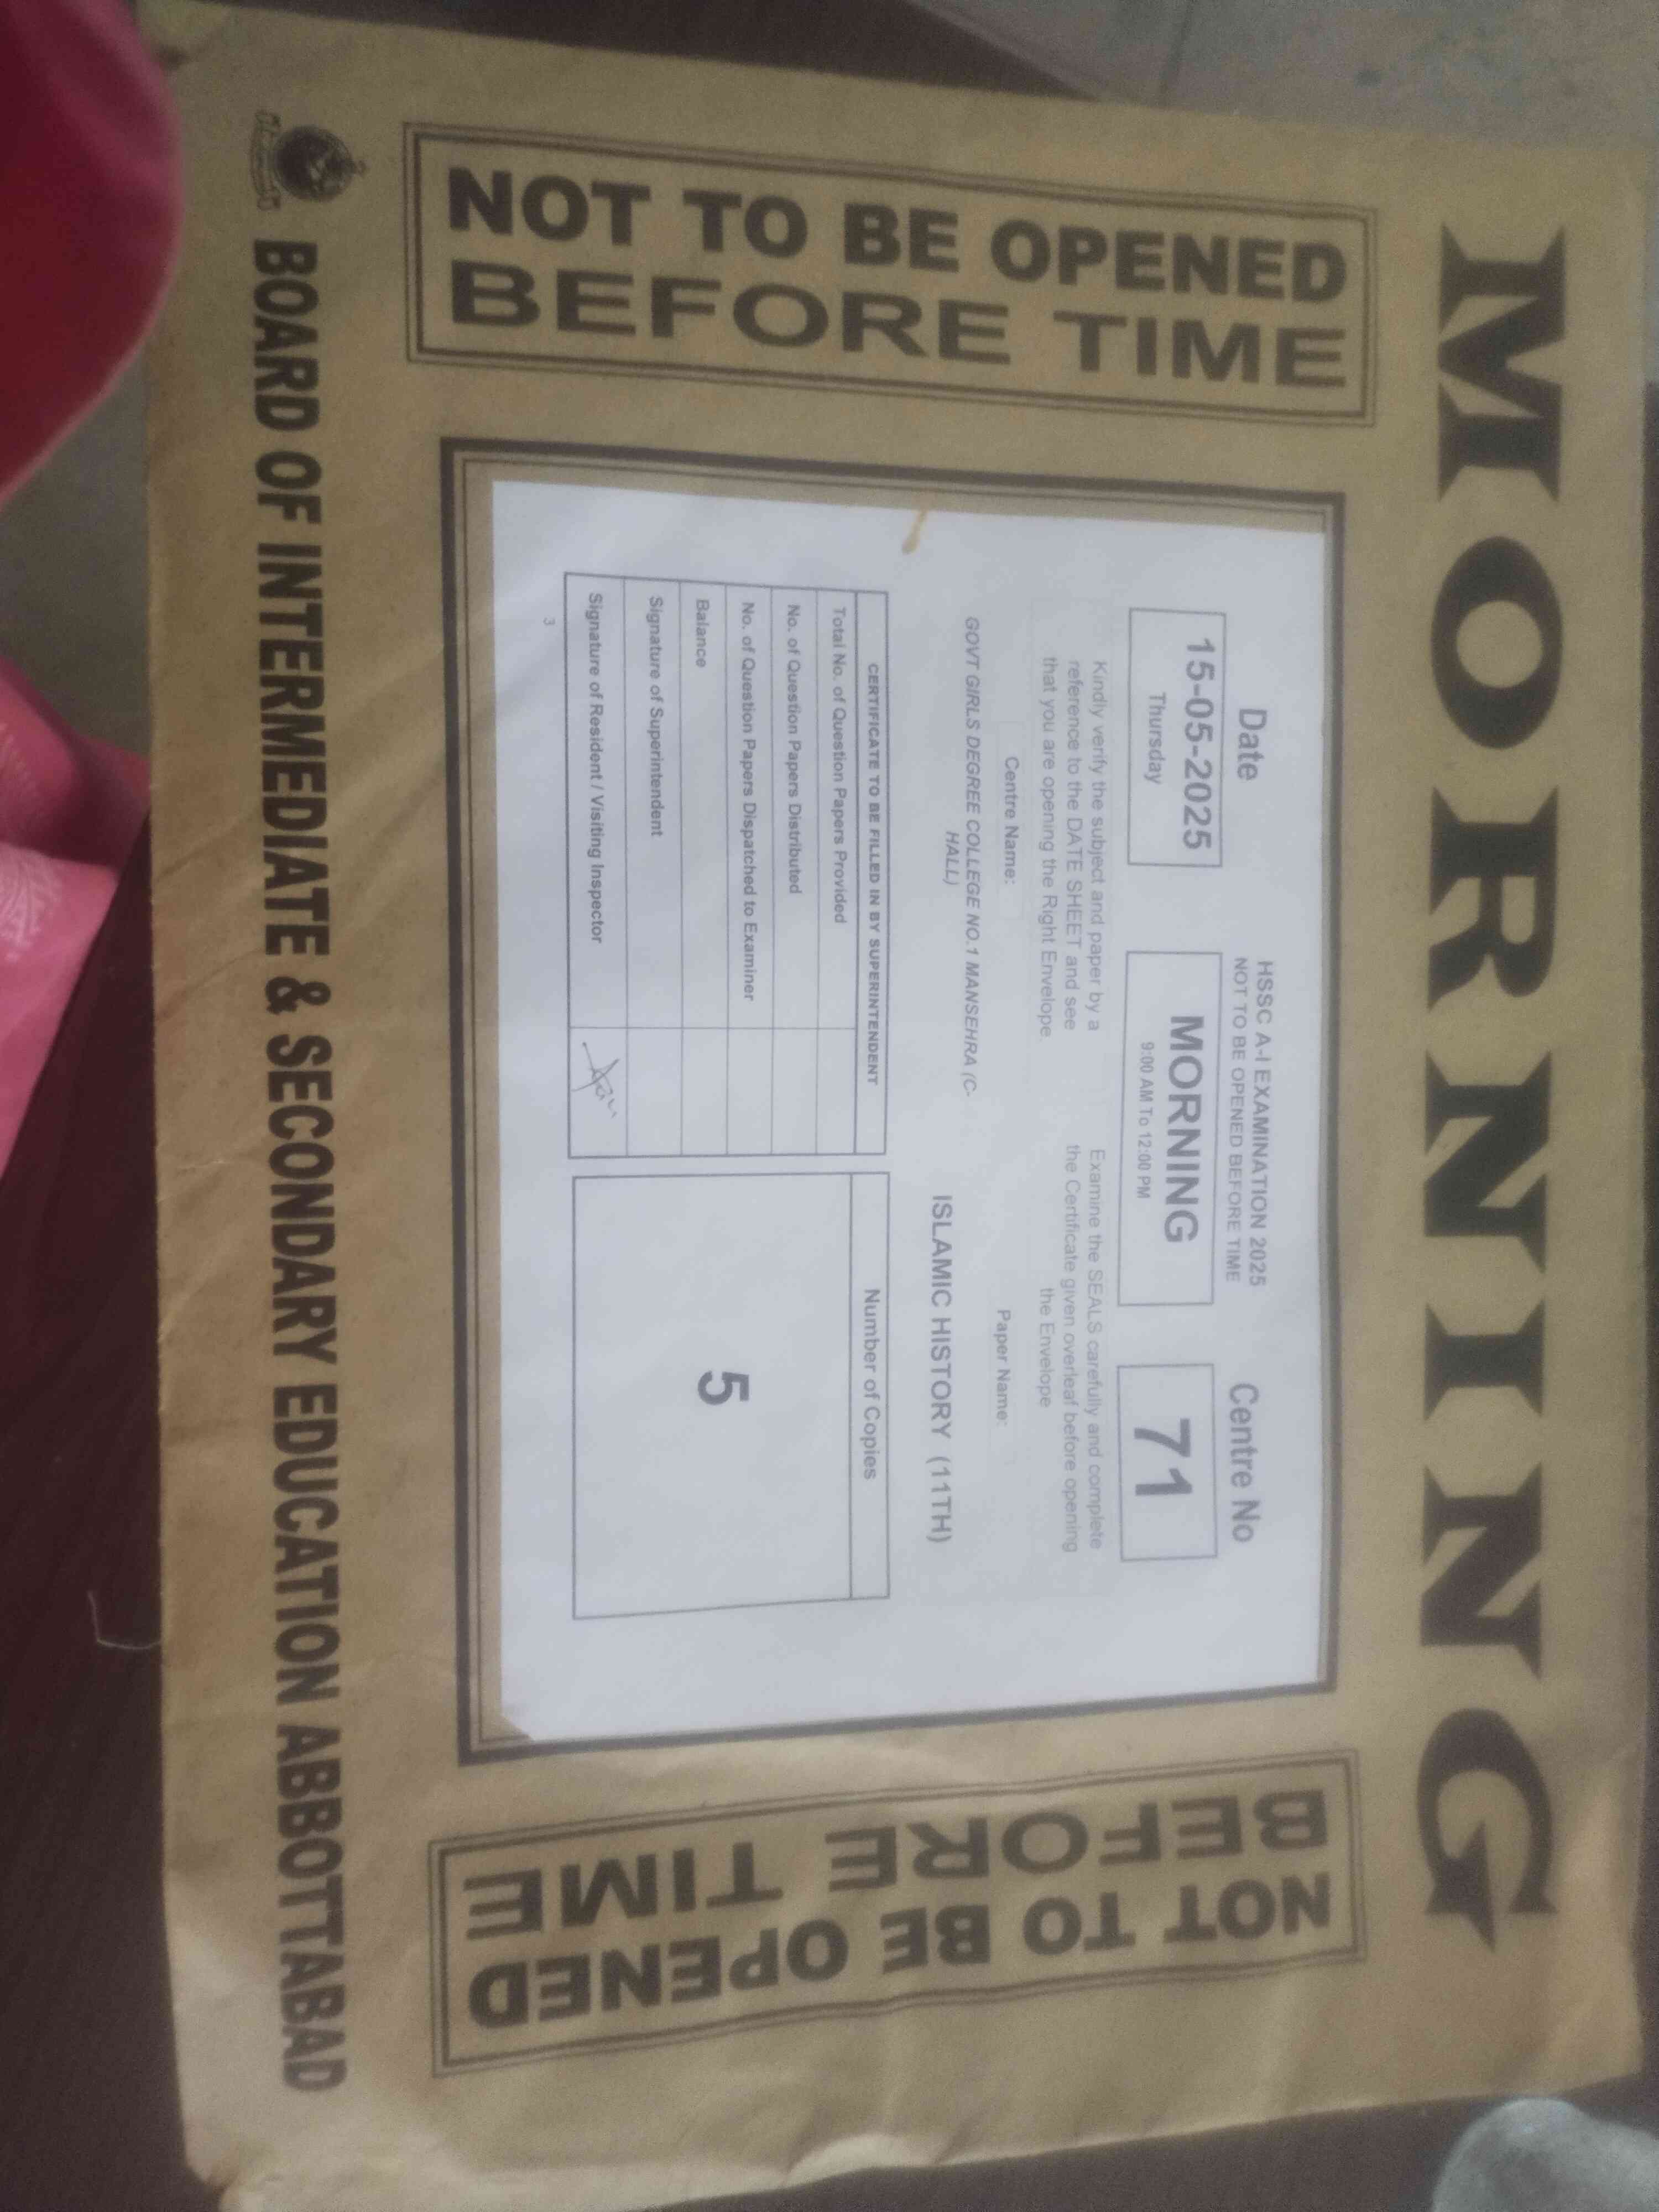 MORNING
NOT TO BE OPENED
BEFORE TIME
Date
15-05-2025
Thursday
HSSC A-I EXAMINATION 2025
NOT TO BE OPENED BEFORE TIME
MORNING
9:00 AM To 12:00 PM
Centre No
71
Kindly verify the subject and paper by a
reference to the DATE SHEET and see
that you are opening the Right Envelope
Examine the SEALS carefully and complete
the Certificate given overleaf before opening
the Envelope
Centre Name:
GOVT GIRLS DEGREE COLLEGE NO.1 MANSEHRA (C-
HALL)
Paper Name:
ISLAMIC HISTORY (11TH)
CERTIFICATE TO BE FILLED IN BY SUPERINTENDENT
Total No. of Question Papers Provided
No. of Question Papers Distributed
No. of Question Papers Dispatched to Examiner
Balance
Signature of Superintendent
Signature of Resident / Visiting Inspector
3
Number of Copies
5
NOT TO BE OPENED
BEFORE TIME
BOARD OF INTERMEDIATE & SECONDARY EDUCATION ABBOTTABAD